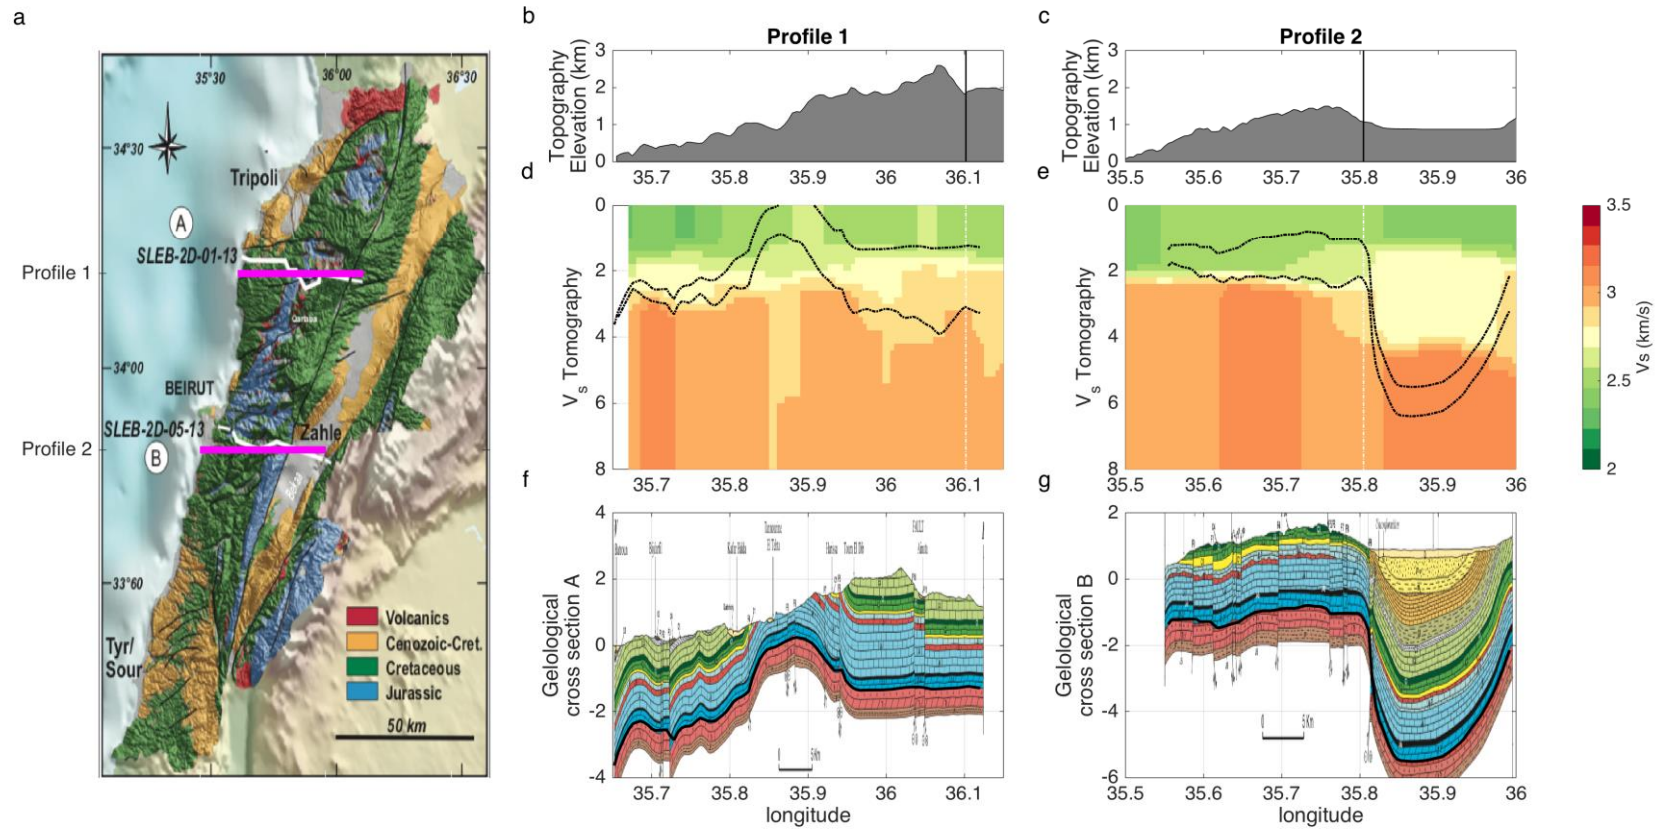 a
35°30
36°00
36°30
34°30
Tripoli
A
SLEB-2D-01-13
Profile 1
34°00
BEIRUT
SLEB-2D-05-13
Zahle
Profile 2
B
33°60
Tyr/
Sour
Volcanics
Cenozoic-Cret.
Cretaceous
Jurassic
50 km
b
Profile 1
Topography
Elevation (km)
3
2
1
0
35.7
35.8
35.9
36
36.1
c
Profile 2
Topography
Elevation (km)
3
2
1
0
35.5
35.6
35.7
35.8
35.9
36
d
Vs Tomography
0
2
4
6
8
35.7
35.8
35.9
36
36.1
e
Vs Tomography
0
2
4
6
8
35.5
35.6
35.7
35.8
35.9
36
3.5
3
2.5
2
Vs (km/s)
f
Gelological
cross section A
4
2
0
-2
-4
0 5 Km
35.7
35.8
35.9
36
36.1
longitude
g
Gelological
cross section B
2
0
-2
-4
-6
0 5 Km
35.5
35.6
35.7
35.8
35.9
36
longitude